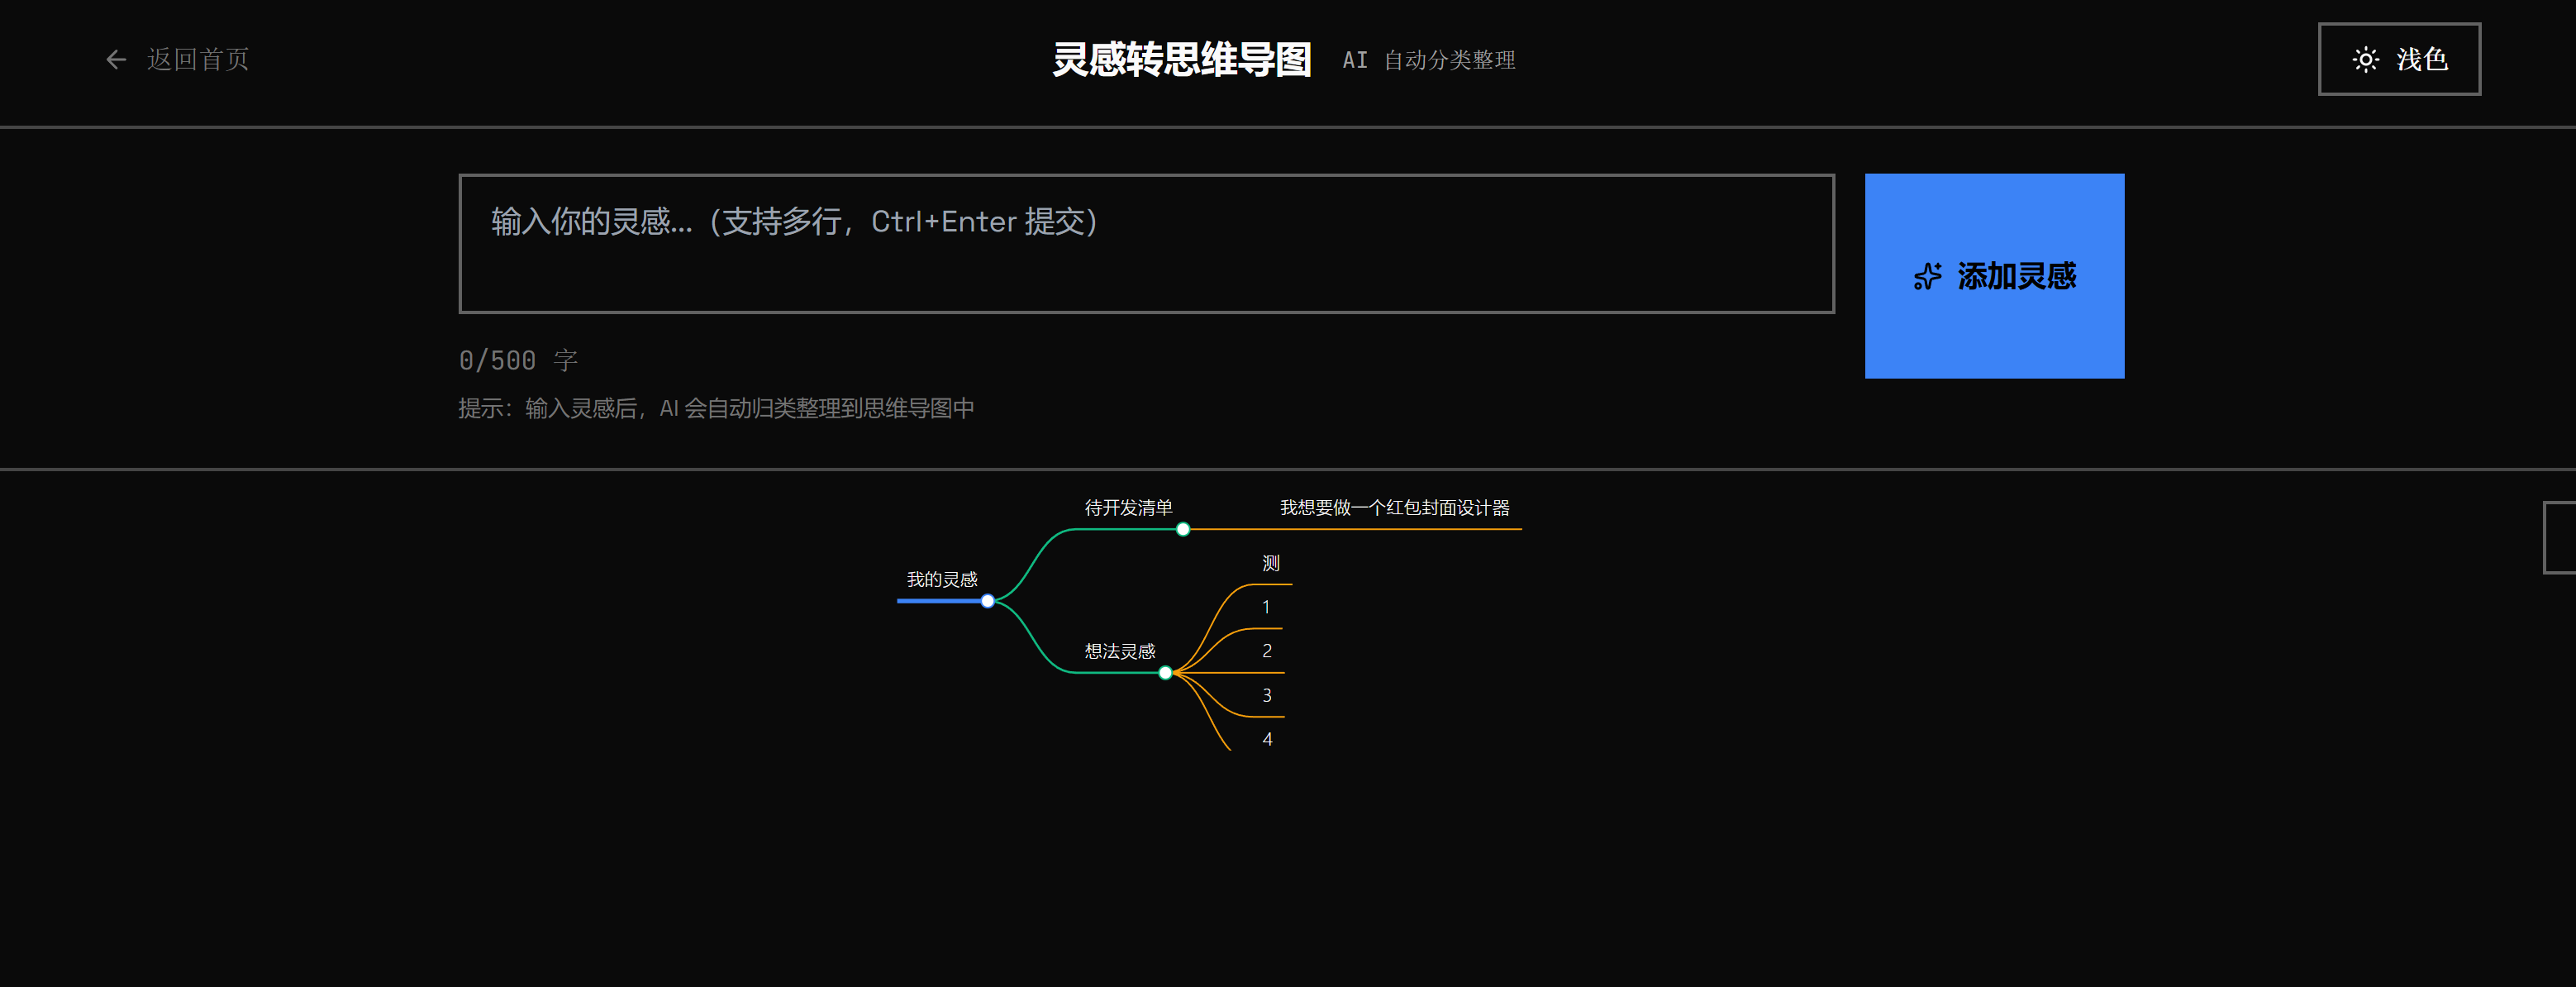 返回首页
灵感转思维导图
AI 自动分类整理
浅色
输入你的灵感...（支持多行，Ctrl+Enter 提交）
添加灵感
0/500 字
提示：输入灵感后，AI 会自动归类整理到思维导图中
待开发清单
我想要做一个红包封面设计器
测
我的灵感
1
想法灵感
2
3
4